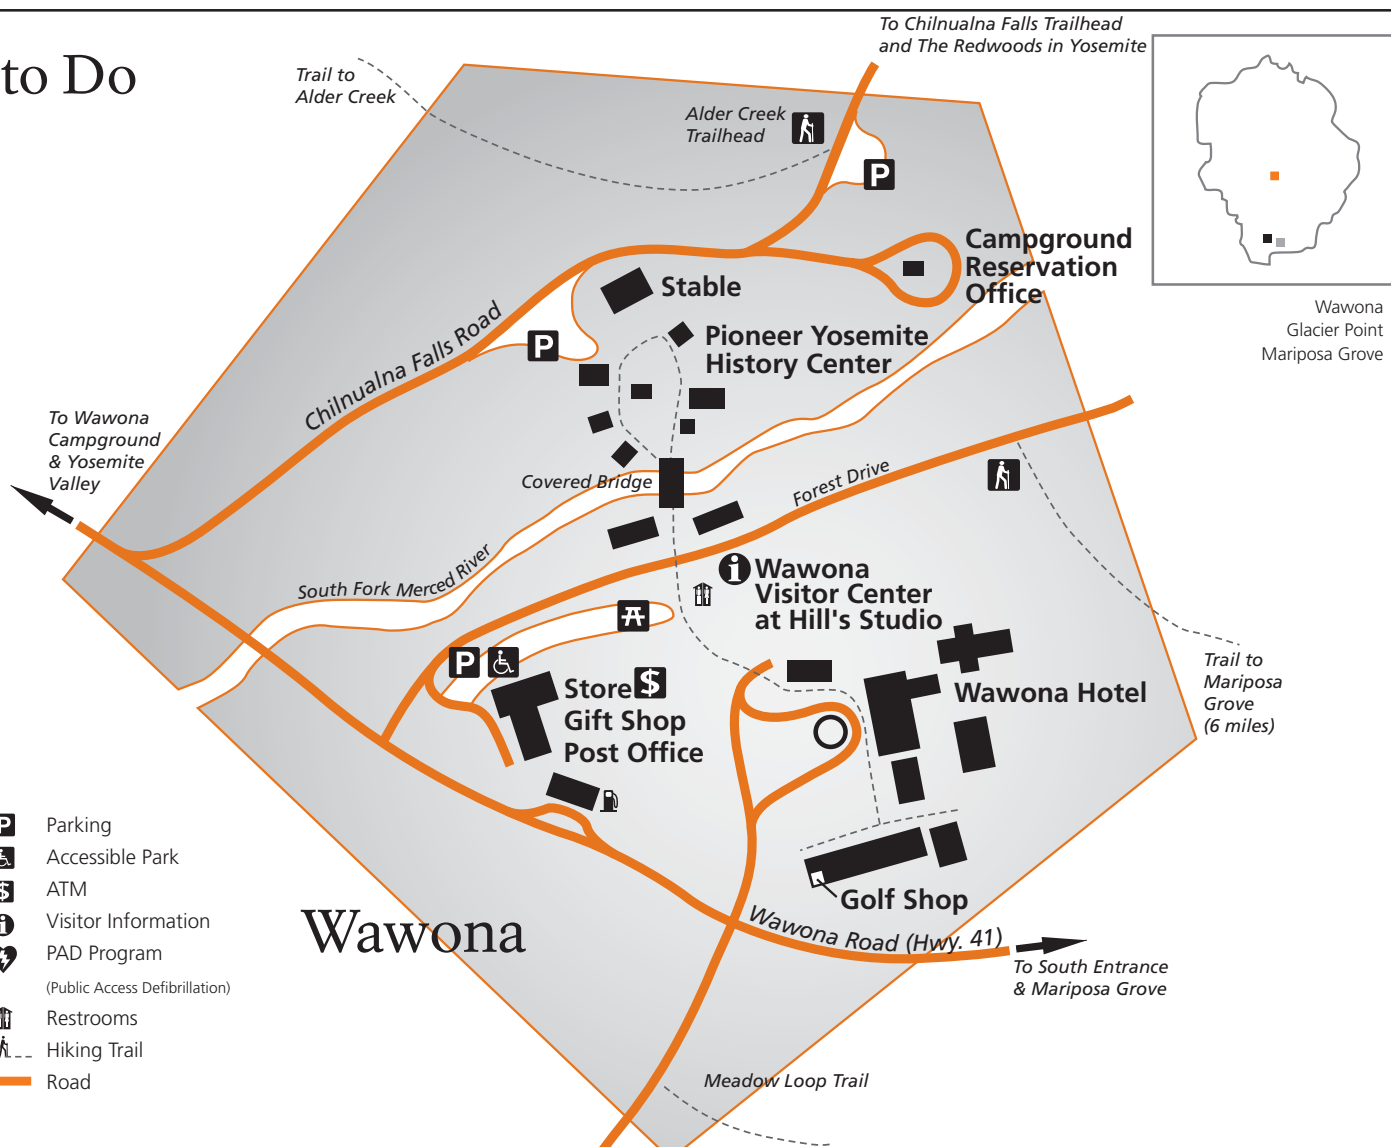 to Do
To Chilnualna Falls Trailhead
and The Redwoods in Yosemite
Trail to
Alder Creek
Alder Creek
Trailhead
P
Campground
Reservation
Office
Stable
Wawona
Glacier Point
Mariposa Grove
Chilnualna Falls Road
P
Pioneer Yosemite
History Center
To Wawona
Campground
& Yosemite
Valley
Covered Bridge
Forest Drive
South Fork Merced River
i
Wawona
Visitor Center
at Hill's Studio
P
Store $
Gift Shop
Post Office
Wawona Hotel
Trail to
Mariposa
Grove
(6 miles)
P Parking
Accessible Park
$ ATM
i Visitor Information
PAD Program
(Public Access Defibrillation)
Restrooms
Hiking Trail
Road
Golf Shop
Wawona
Wawona Road (Hwy. 41)
To South Entrance
& Mariposa Grove
Meadow Loop Trail